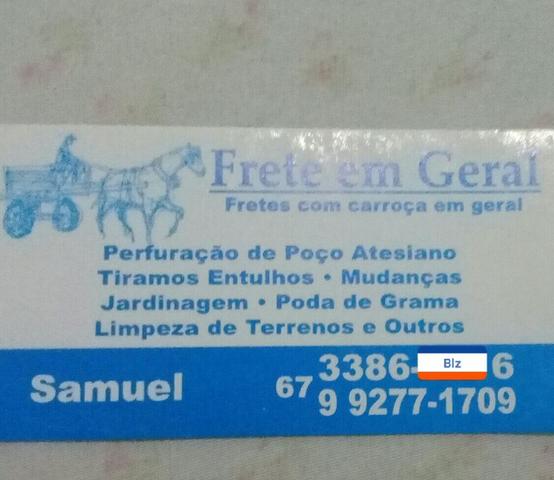 Frete em Geral
Fretes com carroça em geral
Perfuração de Poço Atesiano
Tiramos Entulhos • Mudanças
Jardinagem • Poda de Grama
Limpeza de Terrenos e Outros
Samuel
67
3386- Blz 6
9 9277-1709